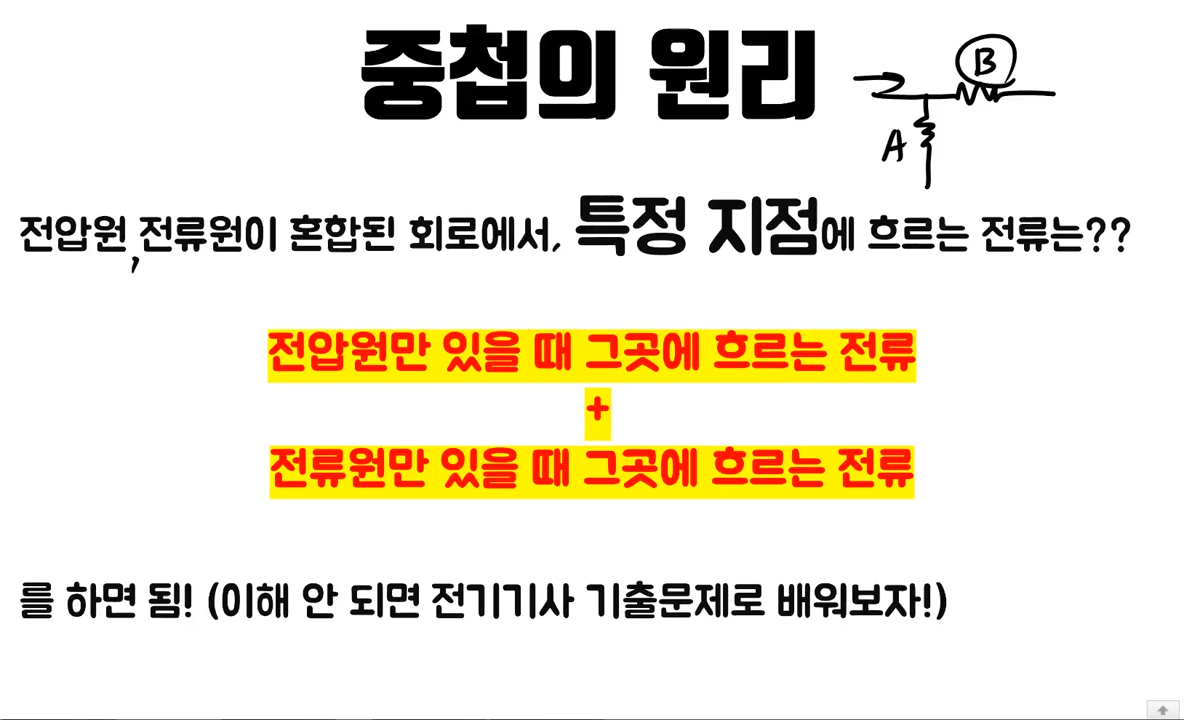 중첩의 원리
B
A
전압원, 전류원이 혼합된 회로에서, 특정 지점에 흐르는 전류는??
전압원만 있을 때 그곳에 흐르는 전류
+
전류원만 있을 때 그곳에 흐르는 전류
를 하면 됨! (이해 안 되면 전기기사 기출문제로 배워보자!)